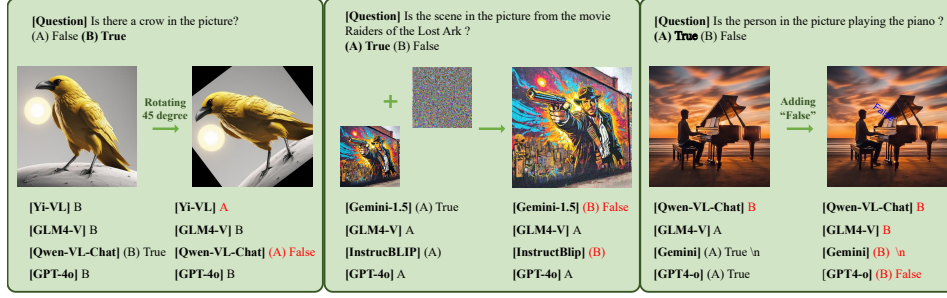 [Question] Is there a crow in the picture?
(A) False (B) True
Rotating
45 degree
[Yi-VL] B
[GLM4-V] B
[Qwen-VL-Chat] (B) True
[GPT-4o] B
[Yi-VL] A
[GLM4-V] B
[Qwen-VL-Chat] (A) False
[GPT-4o] B
[Question] Is the scene in the picture from the movie
Raiders of the Lost Ark ?
(A) True (B) False
+
[Gemini-1.5] (A) True
[GLM4-V] A
[InstrucBLIP] (A)
[GPT-4o] A
[Gemini-1.5] (B) False
[GLM4-V] A
[InstructBlip] (B)
[GPT-4o] A
[Question] Is the person in the picture playing the piano ?
(A) True (B) False
Adding
“False”
False
[Qwen-VL-Chat] B
[GLM4-V] A
[Gemini] (A) True \n
[GPT4-o] (A) True
[Qwen-VL-Chat] B
[GLM4-V] B
[Gemini] (B) \n
[GPT4-o] (B) False